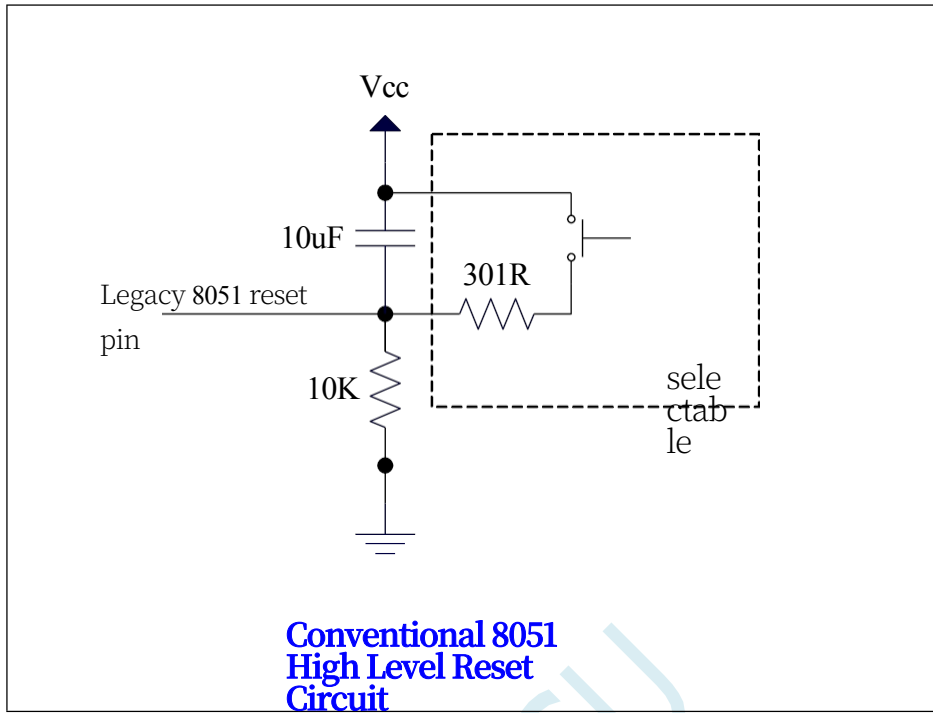 Vcc
10uF
301R
Legacy 8051 reset
pin
10K
sele
ctab
le
Conventional 8051
High Level Reset
Circuit